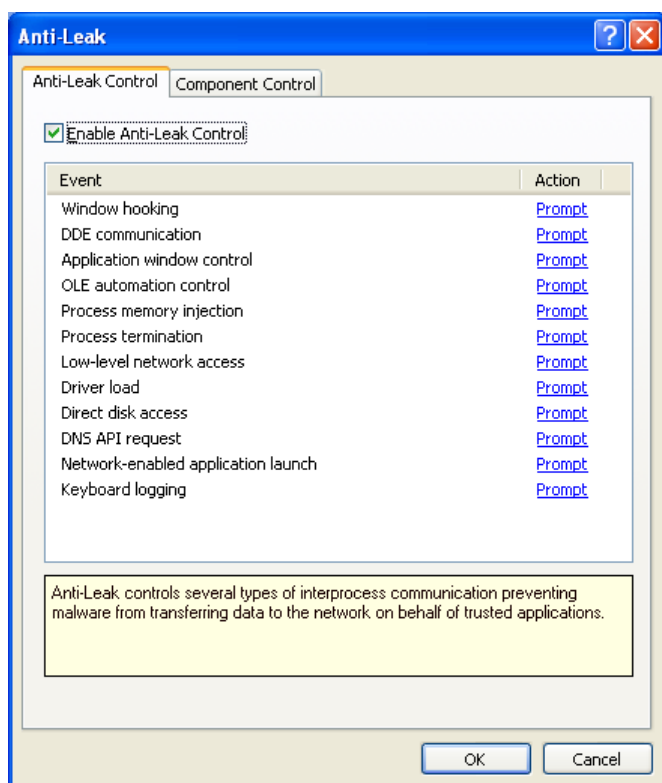 Anti-Leak
Anti-Leak Control Component Control
Enable Anti-Leak Control
Event Action
Window hooking Prompt
DDE communication Prompt
Application window control Prompt
OLE automation control Prompt
Process memory injection Prompt
Process termination Prompt
Low-level network access Prompt
Driver load Prompt
Direct disk access Prompt
DNS API request Prompt
Network-enabled application launch Prompt
Keyboard logging Prompt
Anti-Leak controls several types of interprocess communication preventing
malware from transferring data to the network on behalf of trusted applications.
OK Cancel